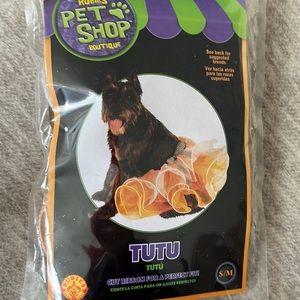 RUBIE'S
PET SHOP
BOUTIQUE
See back for
suggested
breeds
Ver hacia atrás
para las razas
sugeridas
TUTU
TUTÚ
CUT RIBBON FOR A PERFECT FIT!
CORTE LA CINTA PARA UN AJUSTE PERFECTO!
S/M